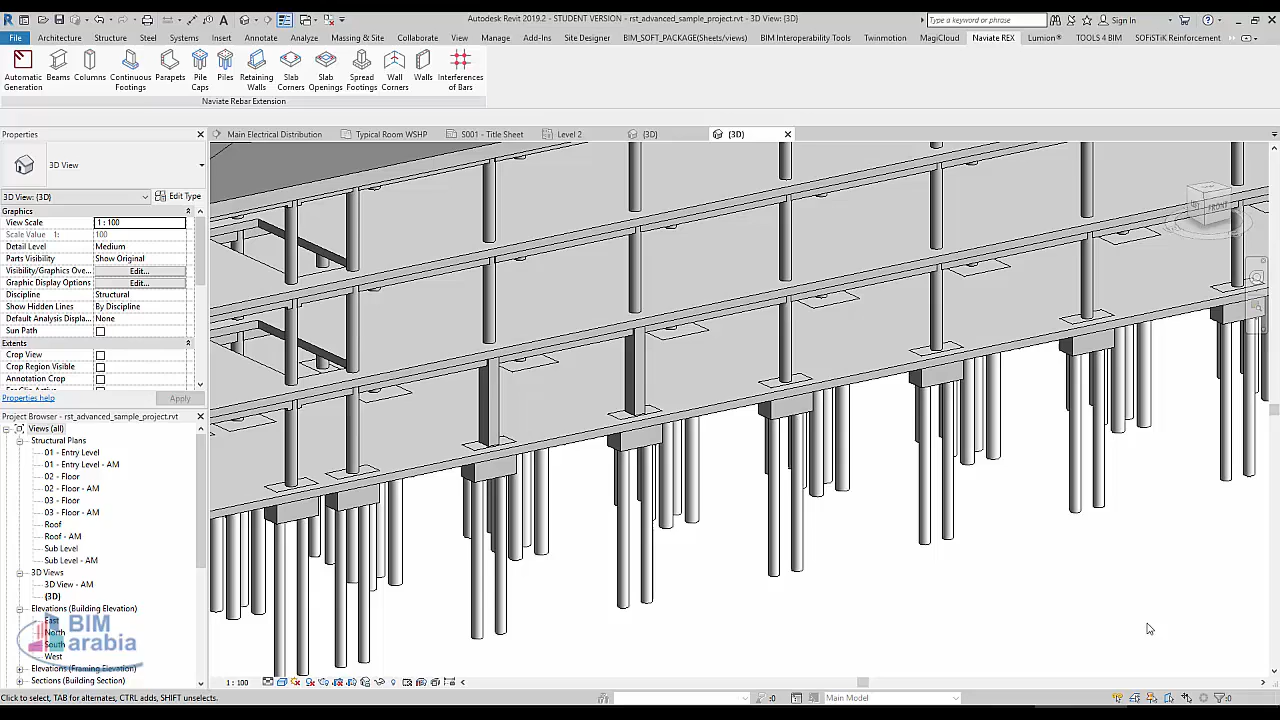 Autodesk Revit 2019.2 - STUDENT VERSION - rst_advanced_sample_project.rvt - 3D View: {3D}
Type a keyword or phrase
Sign In
File Architecture Structure Steel Systems Insert Annotate Analyze Massing & Site Collaborate View Manage Add-Ins Site Designer BIM_SOFT_PACKAGE(Sheets/views) BIM Interoperability Tools Twinmotion MagiCloud Naviate REX Lumion® TOOLS 4 BIM SOFiSTiK Reinforcement
Automatic Generation
Beams
Columns
Continuous Footings
Parapets
Pile Caps
Piles
Retaining Walls
Slab Corners
Slab Openings
Spread Footings
Wall Corners
Walls
Interferences of Bars
Naviate Rebar Extension
Properties
Main Electrical Distribution
Typical Room WSHP
S001 - Title Sheet
Level 2
{3D}
{3D}
3D View
3D View: {3D}
Edit Type
Graphics
View Scale 1 : 100
Scale Value 1: 100
Detail Level Medium
Parts Visibility Show Original
Visibility/Graphics Ove... Edit...
Graphic Display Options Edit...
Discipline Structural
Show Hidden Lines By Discipline
Default Analysis Displa... None
Sun Path
Extents
Crop View
Crop Region Visible
Annotation Crop
Properties help
Apply
Project Browser - rst_advanced_sample_project.rvt
Views (all)
Structural Plans
01 - Entry Level
01 - Entry Level - AM
02 - Floor
02 - Floor - AM
03 - Floor
03 - Floor - AM
Roof
Roof - AM
Sub Level
Sub Level - AM
3D Views
3D View - AM
{3D}
Elevations (Building Elevation)
East
North
South
West
Elevations (Framing Elevation)
Sections (Building Section)
BIM
arabia
FRONT
1 : 100
Click to select, TAB for alternates, CTRL adds, SHIFT unselects.
:0
Main Model
:0